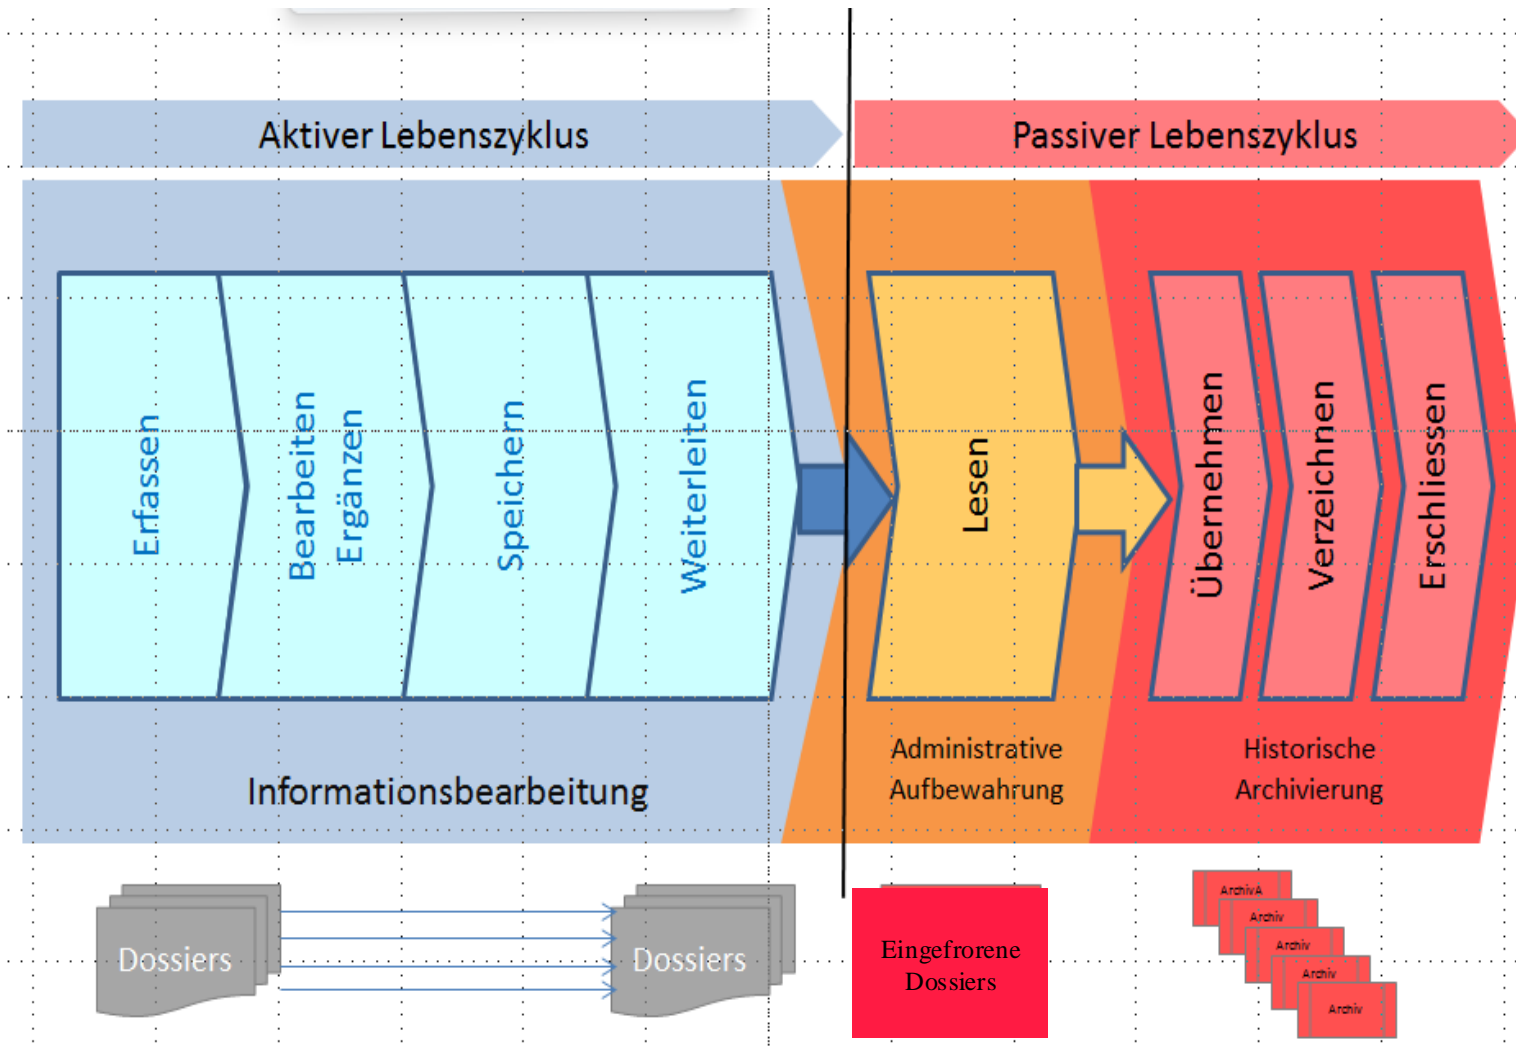 Aktiver Lebenszyklus
Passiver Lebenszyklus
Erfassen
Bearbeiten
Ergänzen
Speichern
Weiterleiten
Lesen
Übernehmen
Verzeichnen
Erschliessen
Informationsbearbeitung
Administrative
Aufbewahrung
Historische
Archivierung
Dossiers
Dossiers
Eingefrorene
Dossiers
ArchivA
Archiv
Archiv
Archiv
Archiv